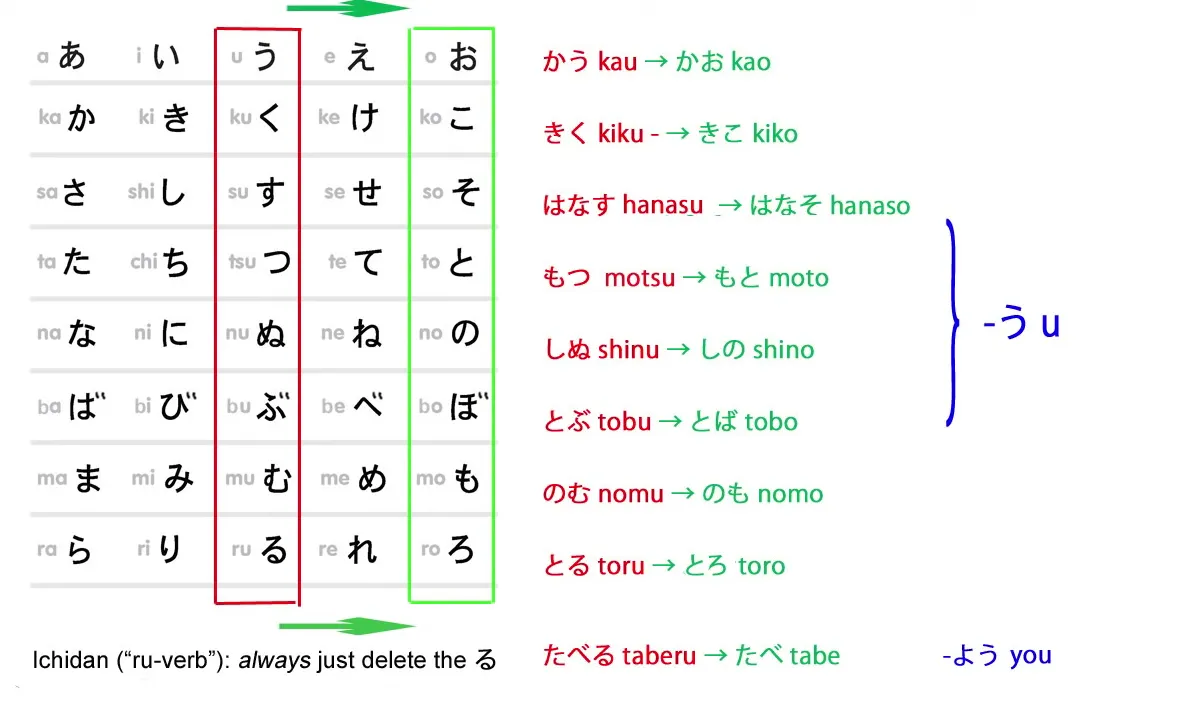 a あ i い u う e え o お かう kau → かお kao
ka か ki き ku く ke け ko こ きく kiku - → きこ kiko
sa さ shi し su す se せ so そ はなす hanasu → はなそ hanaso
ta た chi ち tsu つ te て to と もつ motsu → もと moto
-う u
na な ni に nu ぬ ne ね no の しぬ shinu → しの shino
ba ば bi び bu ぶ be べ bo ぼ とぶ tobu → とば tobo
ma ま mi み mu む me め mo も のむ nomu → のも nomo
ra ら ri り ru る re れ ro ろ とる toru → とろ toro
Ichidan (“ru-verb”): always just delete the る たべる taberu → たべ tabe -よう you